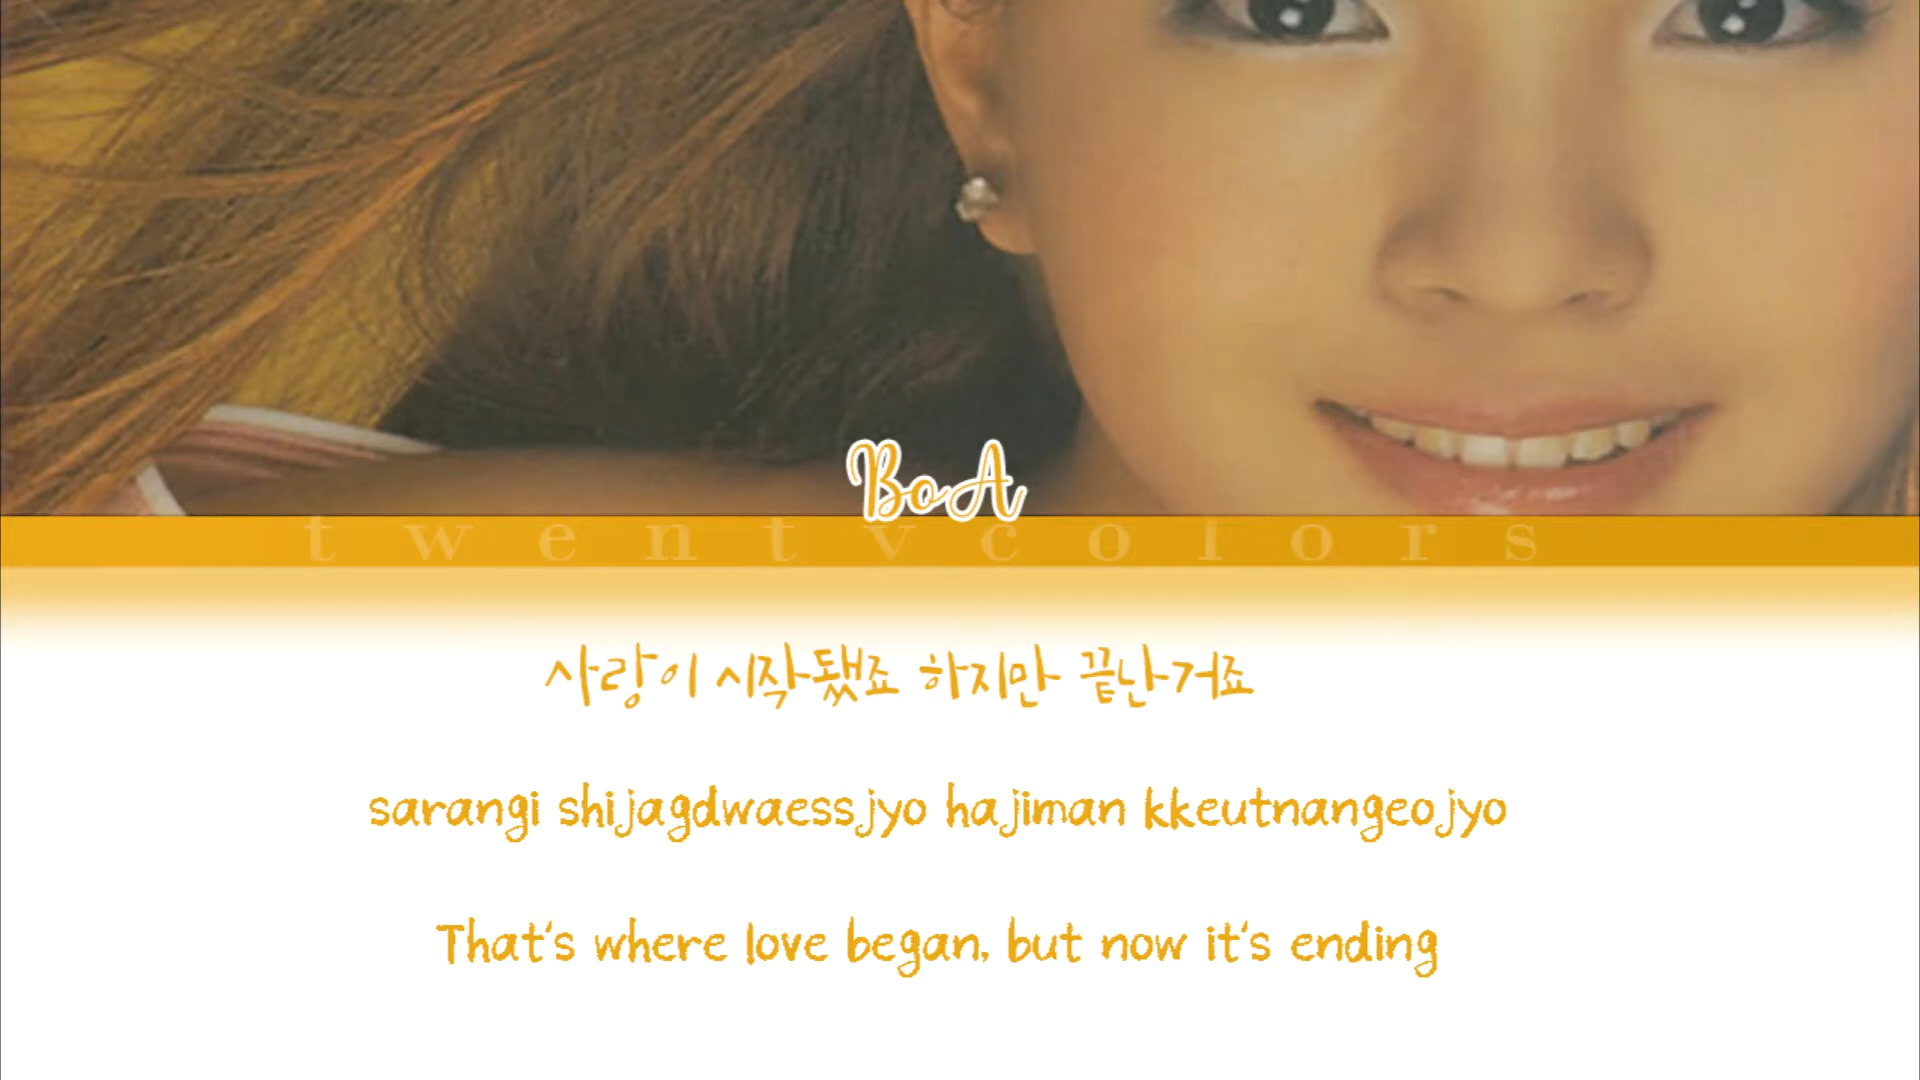 BoA
twentycolors
사랑이 시작됐죠 하지만 끝난거죠
sarangi shijagdwaessjyo hajiman kkeutnangeojyo
That's where love began, but now it's ending